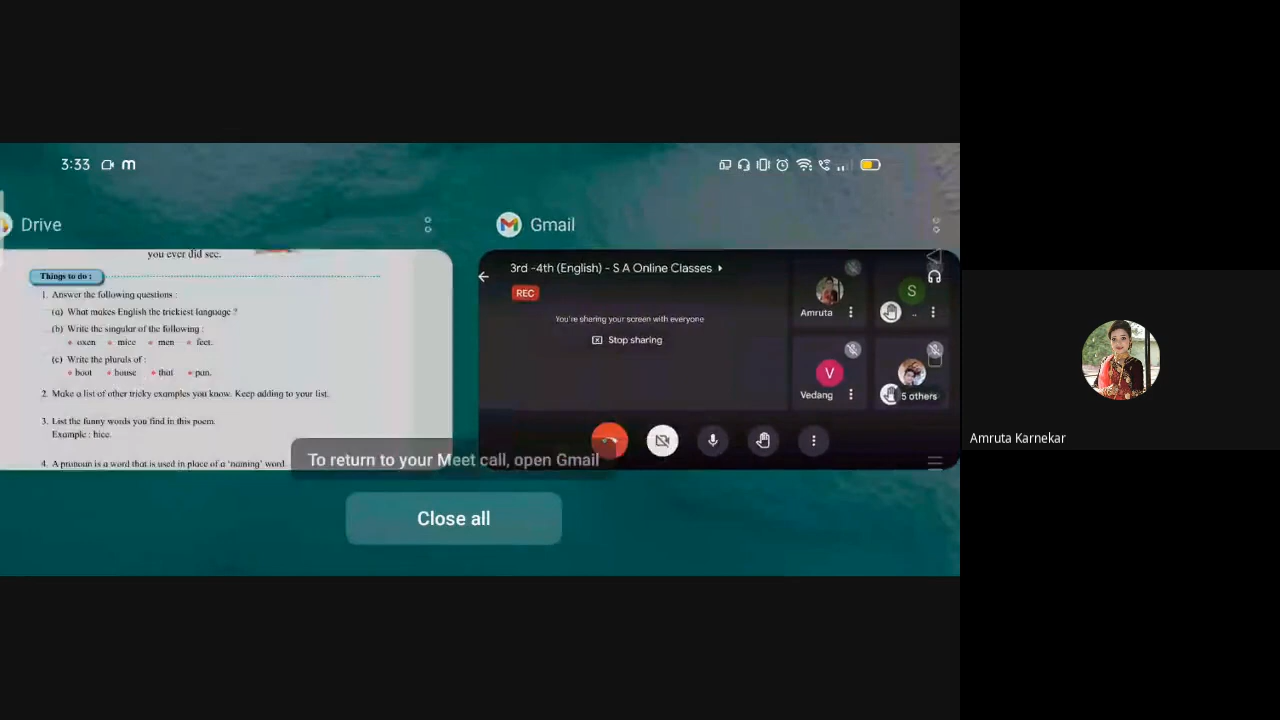 3:33 m
Drive
you ever did see.
Things to do :
1. Answer the following questions :
(a) What makes English the trickiest language ?
(b) Write the singular of the following :
• oxen • mice • men • feet.
(c) Write the plurals of :
• boot • house • that • pan.
2. Make a list of other tricky examples you know. Keep adding to your list.
3. List the funny words you find in this poem.
Example : hice.
4. A pronoun is a word that is used in place of a 'naming' word.
Gmail
3rd -4th (English) - S A Online Classes
REC
You're sharing your screen with everyone
Stop sharing
Amruta
S
..
V
Vedang
5 others
To return to your Meet call, open Gmail
Close all
Amruta Karnekar